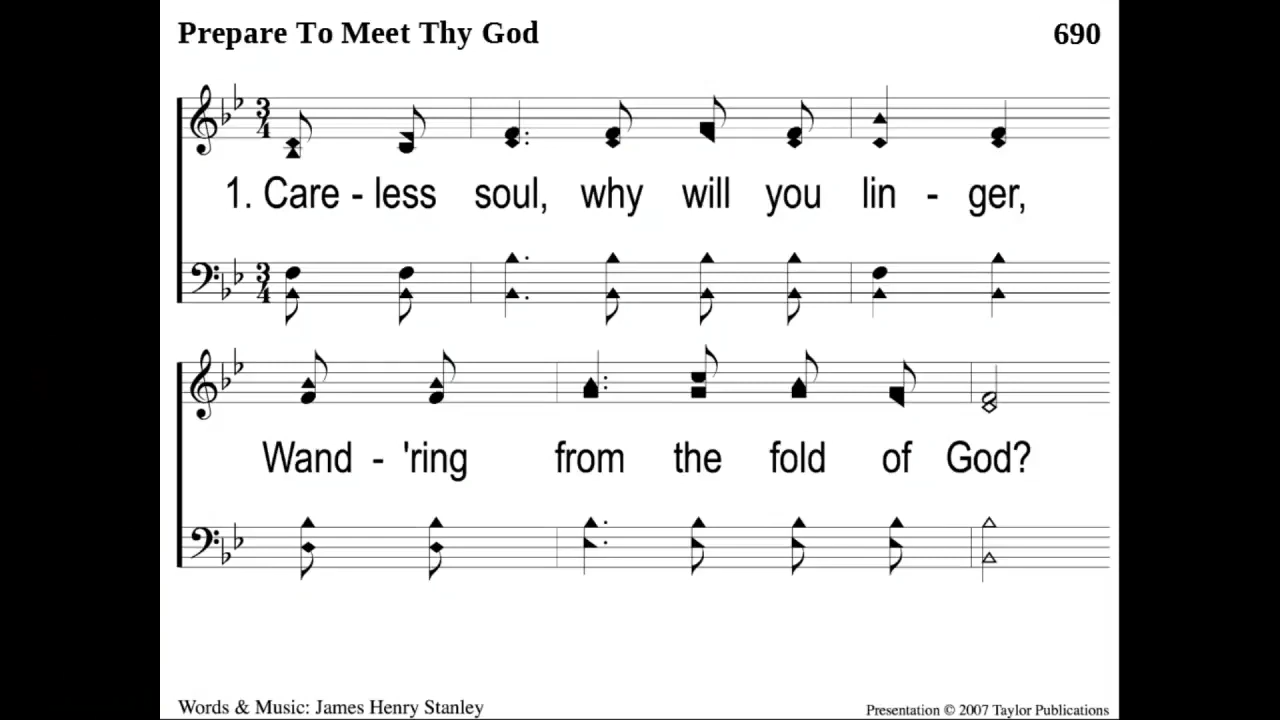 Prepare To Meet Thy God 690
1. Care - less soul, why will you lin - ger,
Wand - 'ring from the fold of God?
Words & Music: James Henry Stanley
Presentation © 2007 Taylor Publications